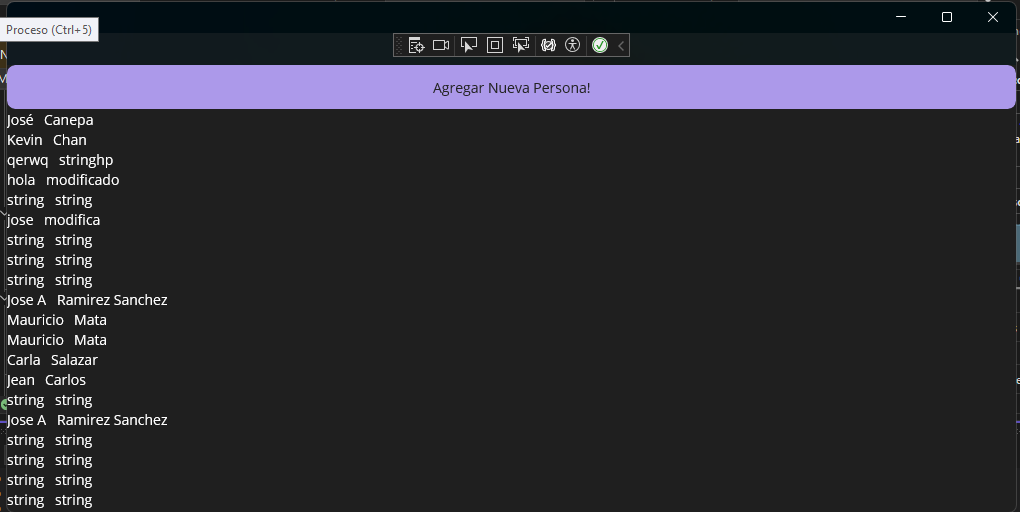 Proceso (Ctrl+5)
Agregar Nueva Persona!
José Canepa
Kevin Chan
qerwq stringhp
hola modificado
string string
jose modifica
string string
string string
string string
Jose A Ramirez Sanchez
Mauricio Mata
Mauricio Mata
Carla Salazar
Jean Carlos
string string
Jose A Ramirez Sanchez
string string
string string
string string
string string